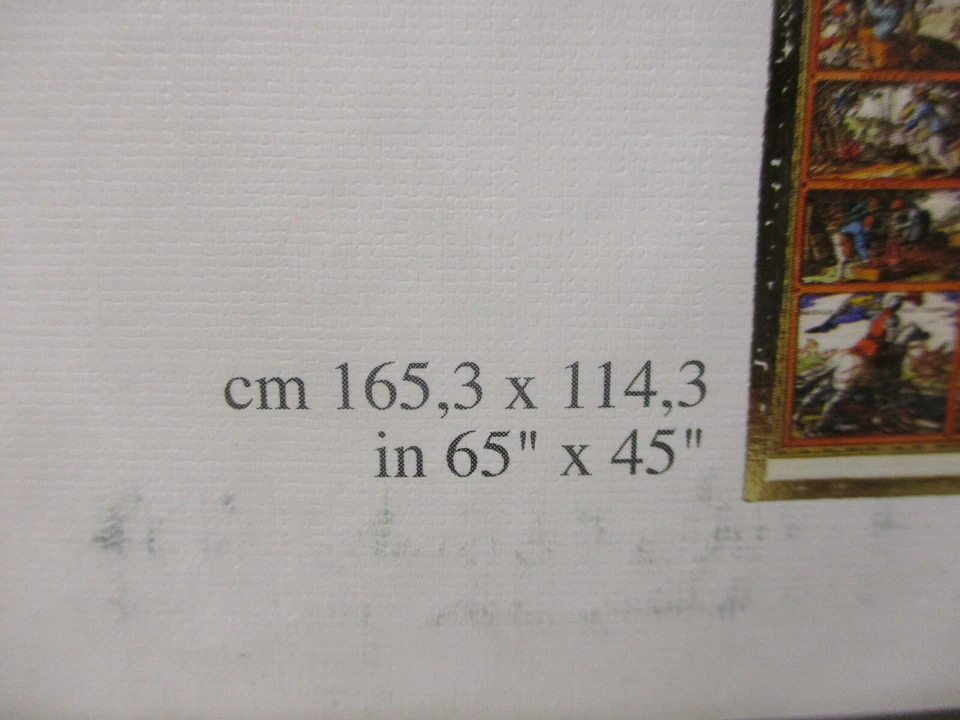 cm 165,3 x 114,3
in 65" x 45"